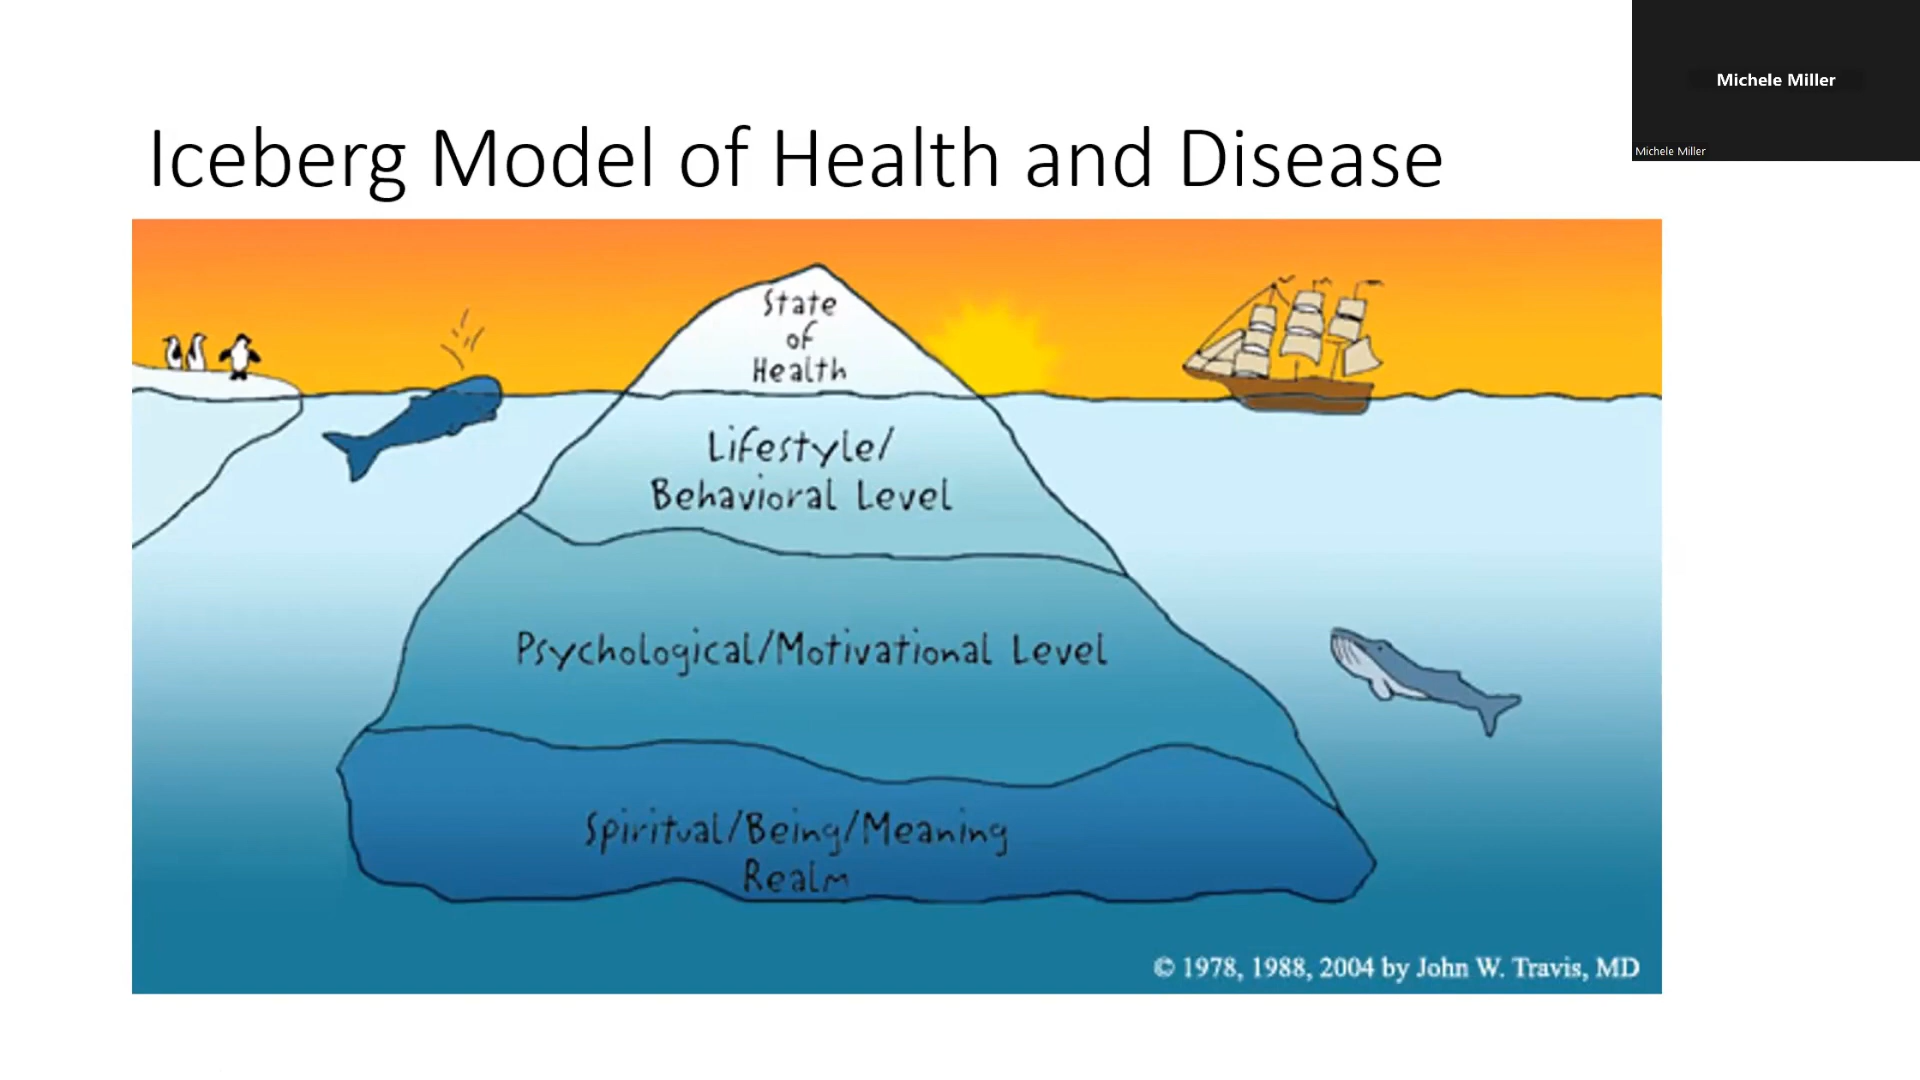 Michele Miller
Michele Miller
Iceberg Model of Health and Disease
State
of
Health
Lifestyle/
Behavioral Level
Psychological/Motivational Level
Spiritual/Being/Meaning
Realm
© 1978, 1988, 2004 by John W. Travis, MD